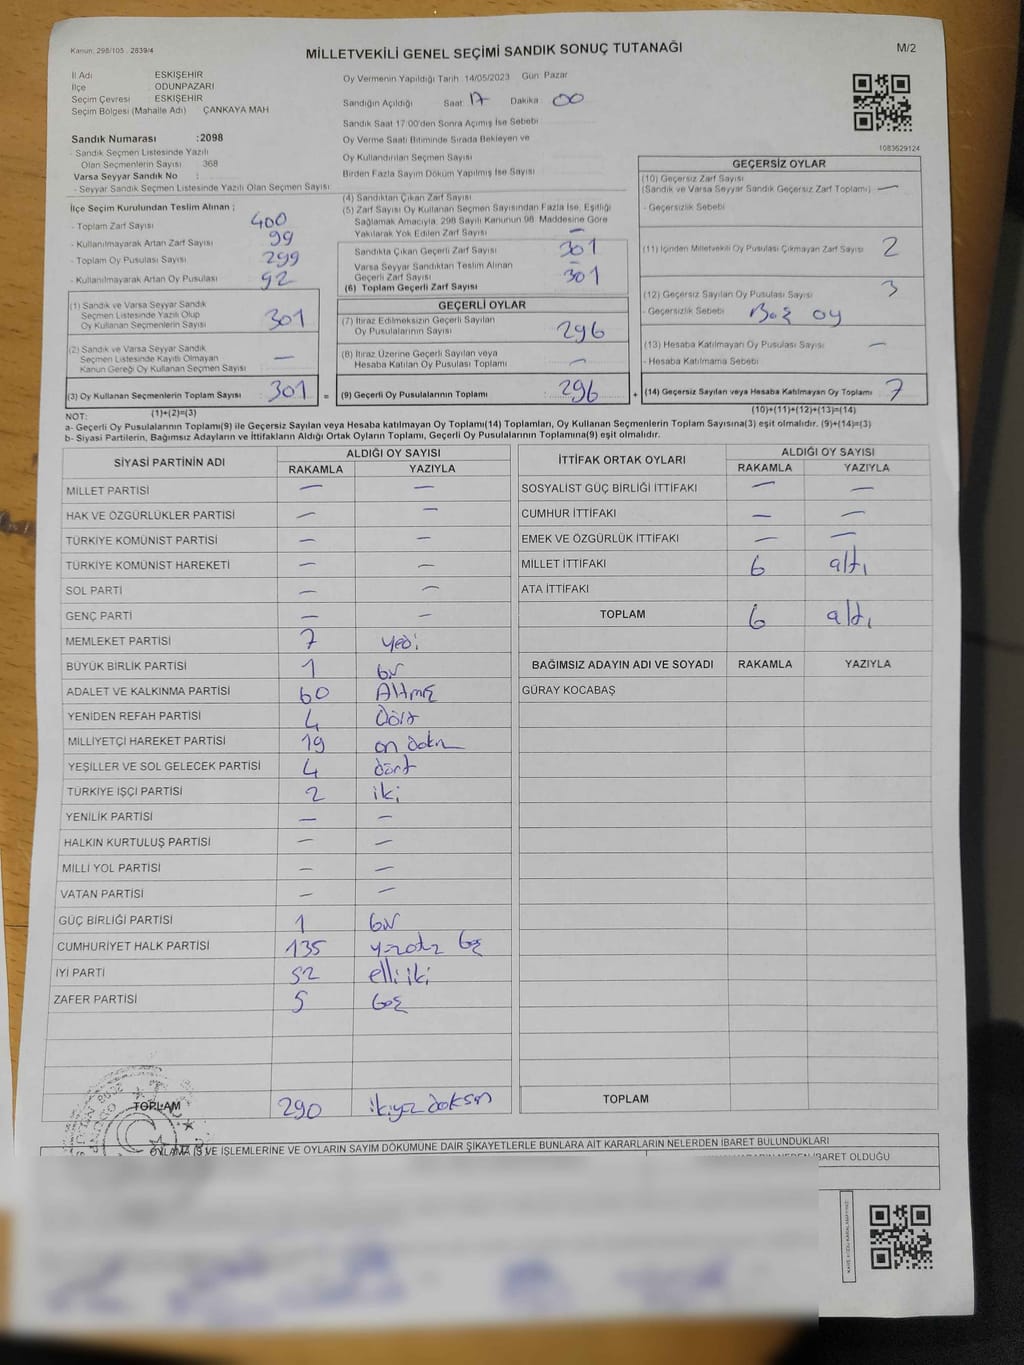 Kanun. 298/105 . 2839/4
MİLLETVEKİLİ GENEL SEÇİMİ SANDIK SONUÇ TUTANAĞI
M/2
İl Adı ESKİŞEHİR
İlçe ODUNPAZARI
Seçim Çevresi ESKİŞEHİR
Seçim Bölgesi (Mahalle Adı) ÇANKAYA MAH
Sandık Numarası :2098
- Sandık Seçmen Listesinde Yazılı
Olan Seçmenlerin Sayısı 368
Varsa Seyyar Sandık No :
- Seyyar Sandık Seçmen Listesinde Yazılı Olan Seçmen Sayısı:
Oy Vermenin Yapıldığı Tarih 14/05/2023 Gün: Pazar
Sandığın Açıldığı Saat 17 Dakika 00
Sandık Saat 17:00'den Sonra Açılmış İse Sebebi
Oy Verme Saati Bitiminde Sırada Bekleyen ve
Oy Kullandırılan Seçmen Sayısı
Birden Fazla Sayım Döküm Yapılmış İse Sayısı
1083629124
İlçe Seçim Kurulundan Teslim Alınan ;
- Toplam Zarf Sayısı 400
- Kullanılmayarak Artan Zarf Sayısı 99
- Toplam Oy Pusulası Sayısı 299
- Kullanılmayarak Artan Oy Pusulası 92
(1) Sandık ve Varsa Seyyar Sandık
Seçmen Listesinde Yazılı Olup
Oy Kullanan Seçmenlerin Sayısı 301
(2) Sandık ve Varsa Seyyar Sandık
Seçmen Listesinde Kayıtlı Olmayan
Kanun Gereği Oy Kullanan Seçmen Sayısı —
(3) Oy Kullanan Seçmenlerin Toplam Sayısı 301 =
(4) Sandıktan Çıkan Zarf Sayısı
(5) Zarf Sayısı Oy Kullanan Seçmen Sayısından Fazla İse, Eşitliği
Sağlamak Amacıyla, 298 Sayılı Kanunun 98. Maddesine Göre
Yakılarak Yok Edilen Zarf Sayısı —
Sandıkta Çıkan Geçerli Zarf Sayısı 301
Varsa Seyyar Sandıktan Teslim Alınan
Geçerli Zarf Sayısı —
(6) Toplam Geçerli Zarf Sayısı 301
GEÇERLİ OYLAR
(7) İtiraz Edilmeksizin Geçerli Sayılan
Oy Pusulalarının Sayısı 296
(8) İtiraz Üzerine Geçerli Sayılan veya
Hesaba Katılan Oy Pusulası Toplamı —
(9) Geçerli Oy Pusulalarının Toplamı 296 +
GEÇERSİZ OYLAR
(10) Geçersiz Zarf Sayısı
(Sandık ve Varsa Seyyar Sandık Geçersiz Zarf Toplamı) —
- Geçersizlik Sebebi
(11) İçinden Milletvekili Oy Pusulası Çıkmayan Zarf Sayısı 2
(12) Geçersiz Sayılan Oy Pusulası Sayısı 3
- Geçersizlik Sebebi Boş oy
(13) Hesaba Katılmayan Oy Pusulası Sayısı —
- Hesaba Katılmama Sebebi
(14) Geçersiz Sayılan veya Hesaba Katılmayan Oy Toplamı 7
NOT: (1)+(2)=(3) (10)+(11)+(12)+(13)=(14)
a- Geçerli Oy Pusulalarının Toplamı(9) ile Geçersiz Sayılan veya Hesaba katılmayan Oy Toplamı(14) Toplamları, Oy Kullanan Seçmenlerin Toplam Sayısına(3) eşit olmalıdır. (9)+(14)=(3)
b- Siyasi Partilerin, Bağımsız Adayların ve İttifakların Aldığı Ortak Oyların Toplamı, Geçerli Oy Pusulalarının Toplamına(9) eşit olmalıdır.
SİYASİ PARTİNİN ADI ALDIĞI OY SAYISI
RAKAMLA YAZIYLA
MİLLET PARTİSİ — —
HAK VE ÖZGÜRLÜKLER PARTİSİ — —
TÜRKİYE KOMÜNİST PARTİSİ — —
TÜRKİYE KOMÜNİST HAREKETİ — —
SOL PARTİ — —
GENÇ PARTİ — —
MEMLEKET PARTİSİ 7 yedi
BÜYÜK BİRLİK PARTİSİ 1 bir
ADALET VE KALKINMA PARTİSİ 60 Altmış
YENİDEN REFAH PARTİSİ 4 Dört
MİLLİYETÇİ HAREKET PARTİSİ 19 on dokuz
YEŞİLLER VE SOL GELECEK PARTİSİ 4 dört
TÜRKİYE İŞÇİ PARTİSİ 2 iki
YENİLİK PARTİSİ — —
HALKIN KURTULUŞ PARTİSİ — —
MİLLİ YOL PARTİSİ — —
VATAN PARTİSİ — —
GÜÇ BİRLİĞİ PARTİSİ 1 bir
CUMHURİYET HALK PARTİSİ 135 yüzotuz beş
İYİ PARTİ 52 elli iki
ZAFER PARTİSİ 5 beş
TOPLAM 290 ikiyüz doksan
İTTİFAK ORTAK OYLARI ALDIĞI OY SAYISI
RAKAMLA YAZIYLA
SOSYALİST GÜÇ BİRLİĞİ İTTİFAKI — —
CUMHUR İTTİFAKI — —
EMEK VE ÖZGÜRLÜK İTTİFAKI — —
MİLLET İTTİFAKI 6 altı
ATA İTTİFAKI
TOPLAM 6 altı
BAĞIMSIZ ADAYIN ADI VE SOYADI RAKAMLA YAZIYLA
GÜRAY KOCABAŞ
TOPLAM
OYLAMA İŞ VE İŞLEMLERİNE VE OYLARIN SAYIM DÖKÜMÜNE DAİR ŞİKAYETLERLE BUNLARA AİT KARARLARIN NELERDEN İBARET BULUNDUKLARI
NEDEN İBARET OLDUĞU